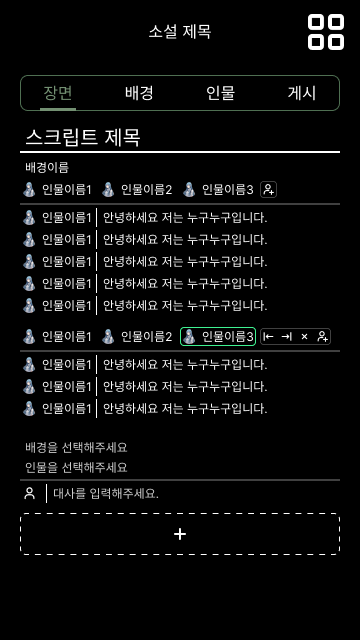 소설 제목
장면 배경 인물 게시
스크립트 제목
배경이름
인물이름1 인물이름2 인물이름3
인물이름1 안녕하세요 저는 누구누구입니다.
인물이름1 안녕하세요 저는 누구누구입니다.
인물이름1 안녕하세요 저는 누구누구입니다.
인물이름1 안녕하세요 저는 누구누구입니다.
인물이름1 안녕하세요 저는 누구누구입니다.
인물이름1 인물이름2 인물이름3
인물이름1 안녕하세요 저는 누구누구입니다.
인물이름1 안녕하세요 저는 누구누구입니다.
인물이름1 안녕하세요 저는 누구누구입니다.
배경을 선택해주세요
인물을 선택해주세요
대사를 입력해주세요.